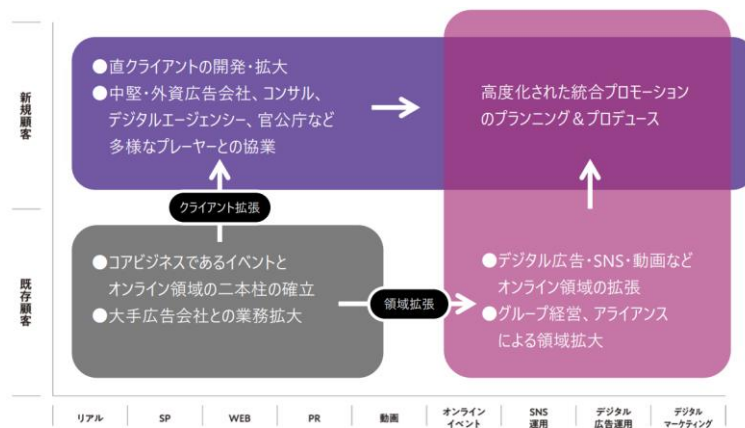 新規顧客
●直クライアントの開発・拡大
●中堅・外資広告会社、コンサル、
デジタルエージェンシー、官公庁など
多様なプレーヤーとの協業
高度化された統合プロモーション
のプランニング＆プロデュース
クライアント拡張
既存顧客
●コアビジネスであるイベントと
オンライン領域の二本柱の確立
●大手広告会社との業務拡大
領域拡張
●デジタル広告・SNS・動画など
オンライン領域の拡張
●グループ経営、アライアンス
による領域拡大
リアル
SP
WEB
PR
動画
オンライン
イベント
SNS
運用
デジタル
広告運用
デジタル
マーケティング